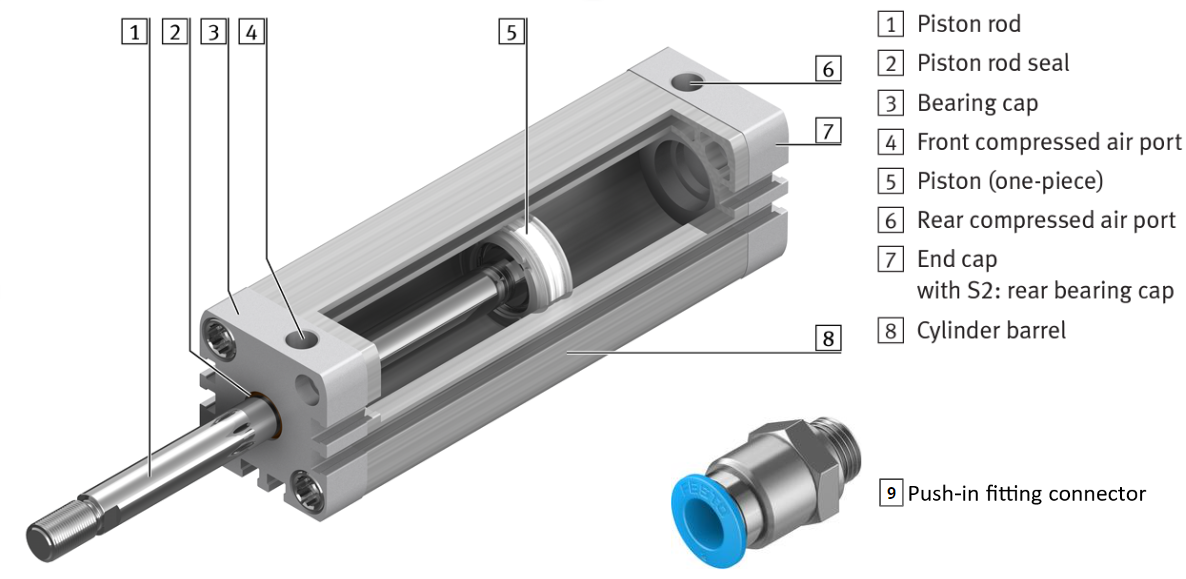 1 2 3 4 5 6 7 8
1 Piston rod
2 Piston rod seal
3 Bearing cap
4 Front compressed air port
5 Piston (one-piece)
6 Rear compressed air port
7 End cap
with S2: rear bearing cap
8 Cylinder barrel
FESTO
9 Push-in fitting connector